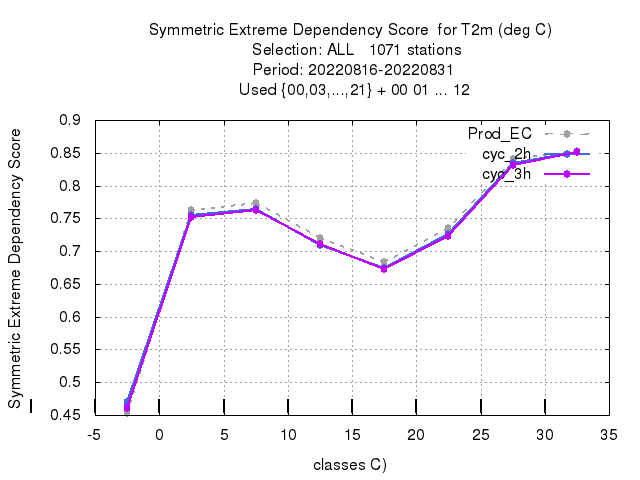 Symmetric Extreme Dependency Score for T2m (deg C)
Selection: ALL 1071 stations
Period: 20220816-20220831
Used {00,03,...,21} + 00 01 ... 12
Symmetric Extreme Dependency Score
0.9
0.85
0.8
0.75
0.7
0.65
0.6
0.55
0.5
0.45
Prod_EC
cyc_2h
cyc_3h
-5 0 5 10 15 20 25 30 35
classes C)